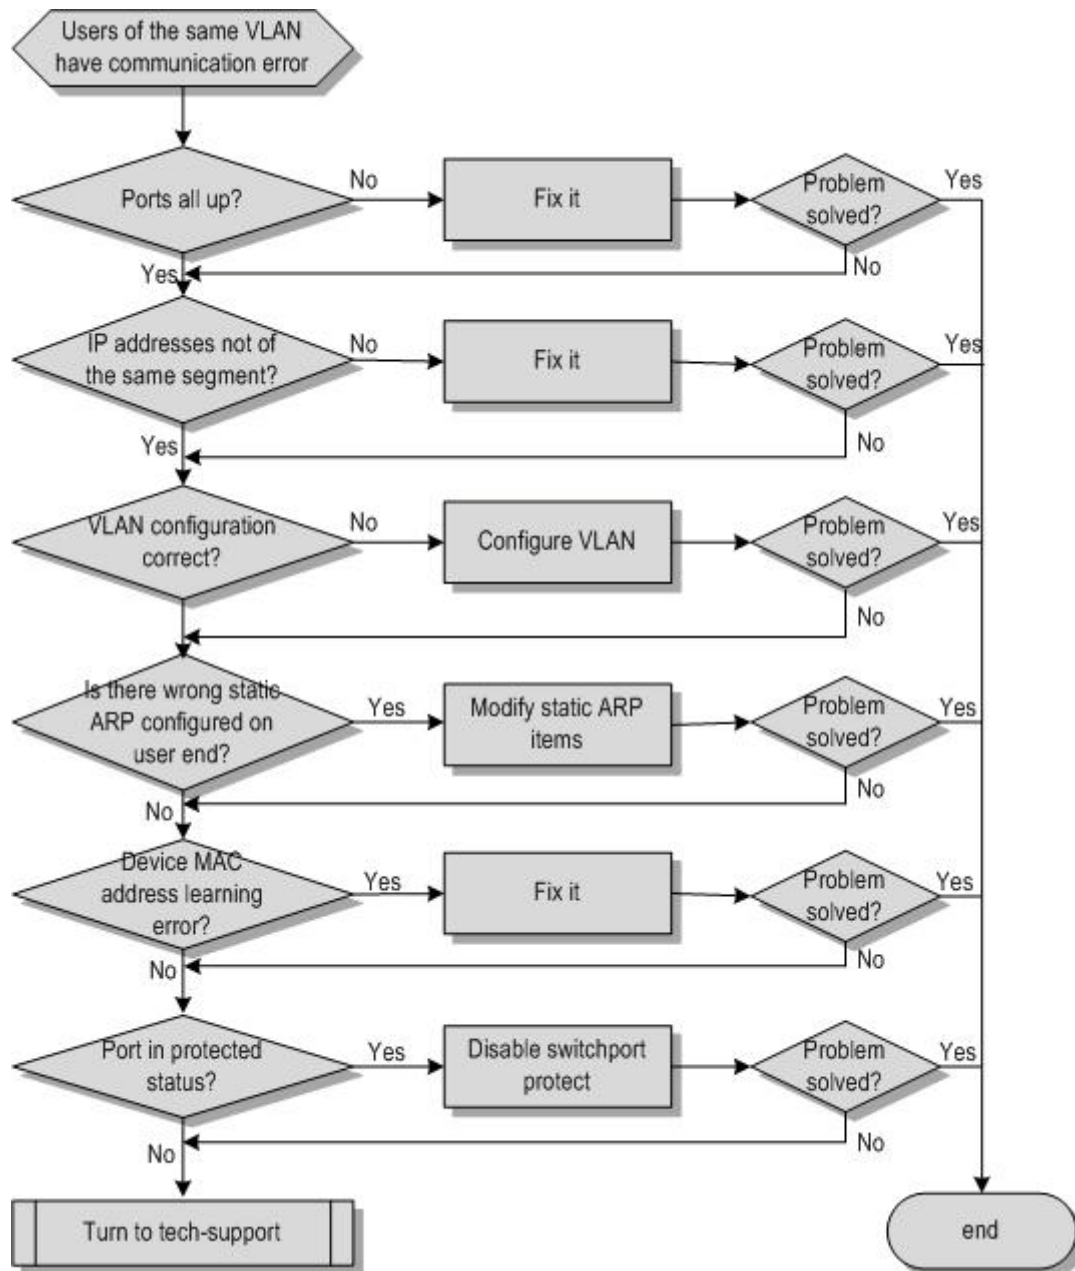 Users of the same VLAN
have communication error
Ports all up?
No
Fix it
Problem
solved?
Yes
No
Yes
IP addresses not of
the same segment?
No
Fix it
Problem
solved?
Yes
No
Yes
VLAN configuration
correct?
No
Configure VLAN
Problem
solved?
Yes
No
Is there wrong static
ARP configured on
user end?
Yes
Modify static ARP
items
Problem
solved?
Yes
No
No
Device MAC
address learning
error?
Yes
Fix it
Problem
solved?
Yes
No
No
Port in protected
status?
Yes
Disable switchport
protect
Problem
solved?
Yes
No
No
Turn to tech-support
end